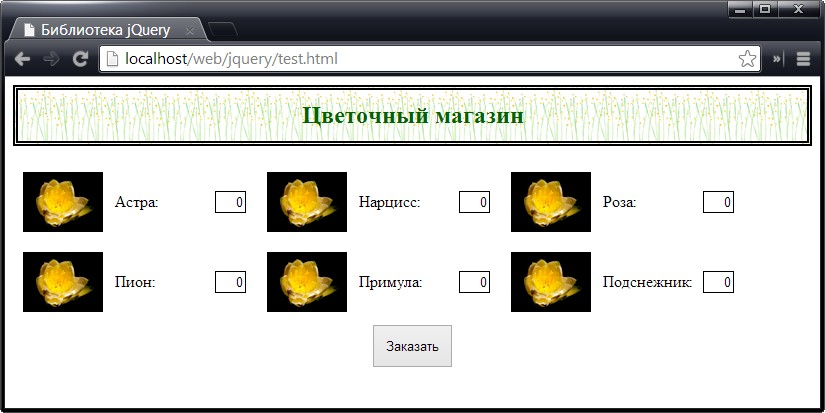 Библиотека jQuery
localhost/web/jquery/test.html
Цветочный магазин
Астра: 0 Нарцисс: 0 Роза: 0
Пион: 0 Примула: 0 Подснежник: 0
Заказать